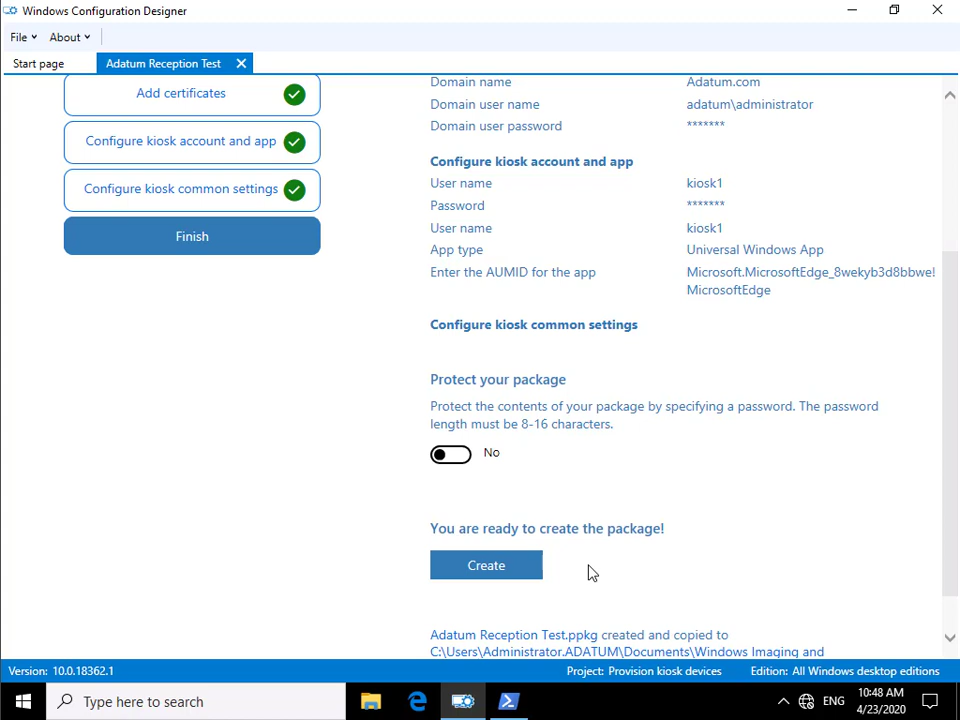 Windows Configuration Designer
File About
Start page Adatum Reception Test
Add certificates
Configure kiosk account and app
Configure kiosk common settings
Finish
Domain name Adatum.com
Domain user name adatum\administrator
Domain user password *******
Configure kiosk account and app
User name kiosk1
Password *******
User name kiosk1
App type Universal Windows App
Enter the AUMID for the app Microsoft.MicrosoftEdge_8wekyb3d8bbwe!
MicrosoftEdge
Configure kiosk common settings
Protect your package
Protect the contents of your package by specifying a password. The password
length must be 8-16 characters.
No
You are ready to create the package!
Create
Adatum Reception Test.ppkg created and copied to
C:\Users\Administrator.ADATUM\Documents\Windows Imaging and
Version: 10.0.18362.1 Project: Provision kiosk devices Edition: All Windows desktop editions
Type here to search ENG 10:48 AM
4/23/2020